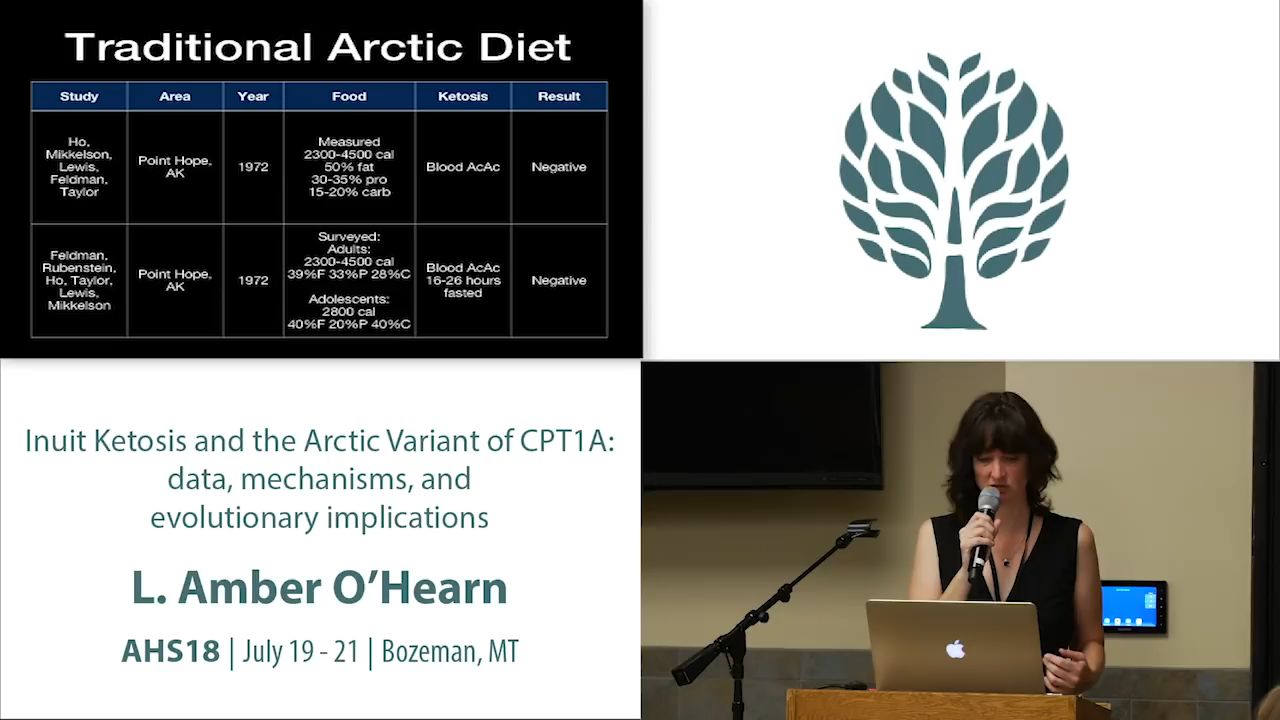 Traditional Arctic Diet
Study Area Year Food Ketosis Result
Ho,
Mikkelson,
Lewis,
Feldman,
Taylor
Point Hope,
AK
1972
Measured
2300-4500 cal
50% fat
30-35% pro
15-20% carb
Blood AcAc
Negative
Feldman,
Rubenstein,
Ho, Taylor,
Lewis,
Mikkelson
Point Hope,
AK
1972
Surveyed:
Adults:
2300-4500 cal
39%F 33%P 28%C
Adolescents:
2800 cal
40%F 20%P 40%C
Blood AcAc
16-26 hours
fasted
Negative
Inuit Ketosis and the Arctic Variant of CPT1A:
data, mechanisms, and
evolutionary implications
L. Amber O’Hearn
AHS18 | July 19 - 21 | Bozeman, MT